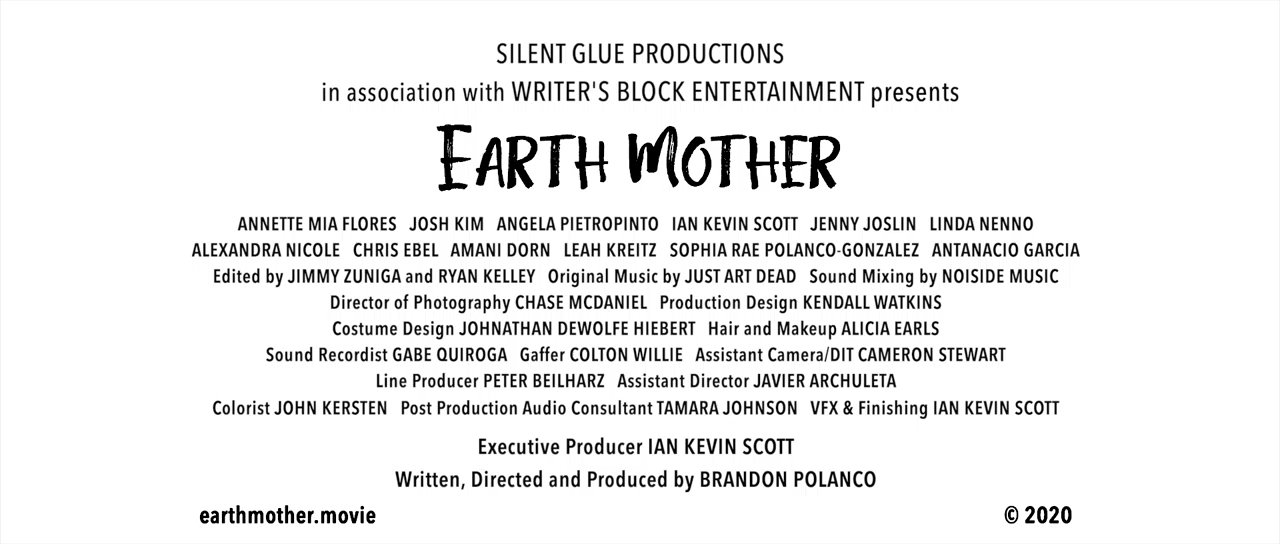 SILENT GLUE PRODUCTIONS
in association with WRITER'S BLOCK ENTERTAINMENT presents
EARTH MOTHER
ANNETTE MIA FLORES JOSH KIM ANGELA PIETROPINTO IAN KEVIN SCOTT JENNY JOSLIN LINDA NENNO
ALEXANDRA NICOLE CHRIS EBEL AMANI DORN LEAH KREITZ SOPHIA RAE POLANCO-GONZALEZ ANTANACIO GARCIA
Edited by JIMMY ZUNIGA and RYAN KELLEY Original Music by JUST ART DEAD Sound Mixing by NOISIDE MUSIC
Director of Photography CHASE MCDANIEL Production Design KENDALL WATKINS
Costume Design JOHNATHAN DEWOLFE HIEBERT Hair and Makeup ALICIA EARLS
Sound Recordist GABE QUIROGA Gaffer COLTON WILLIE Assistant Camera/DIT CAMERON STEWART
Line Producer PETER BEILHARZ Assistant Director JAVIER ARCHULETA
Colorist JOHN KERSTEN Post Production Audio Consultant TAMARA JOHNSON VFX & Finishing IAN KEVIN SCOTT
Executive Producer IAN KEVIN SCOTT
Written, Directed and Produced by BRANDON POLANCO
earthmother.movie © 2020